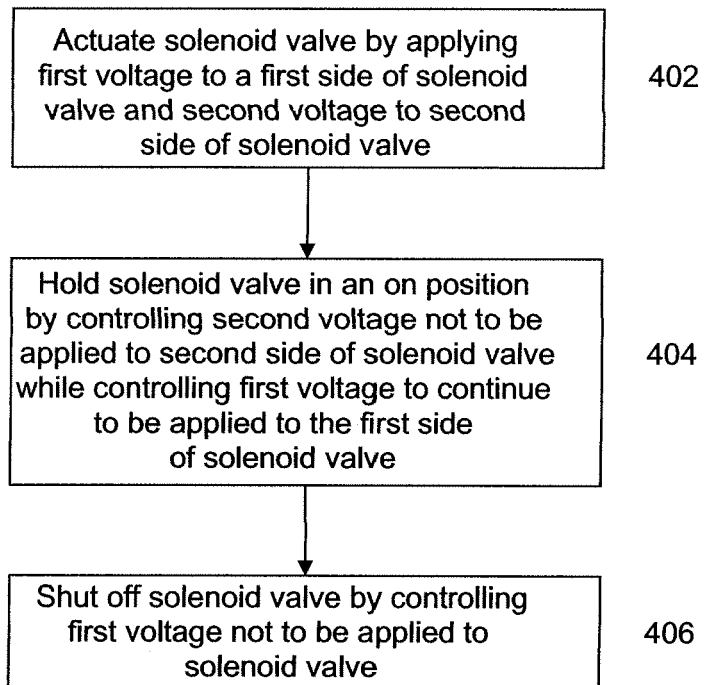 Actuate solenoid valve by applying
first voltage to a first side of solenoid
valve and second voltage to second
side of solenoid valve
402
Hold solenoid valve in an on position
by controlling second voltage not to be
applied to second side of solenoid valve
while controlling first voltage to continue
to be applied to the first side
of solenoid valve
404
Shut off solenoid valve by controlling
first voltage not to be applied to
solenoid valve
406